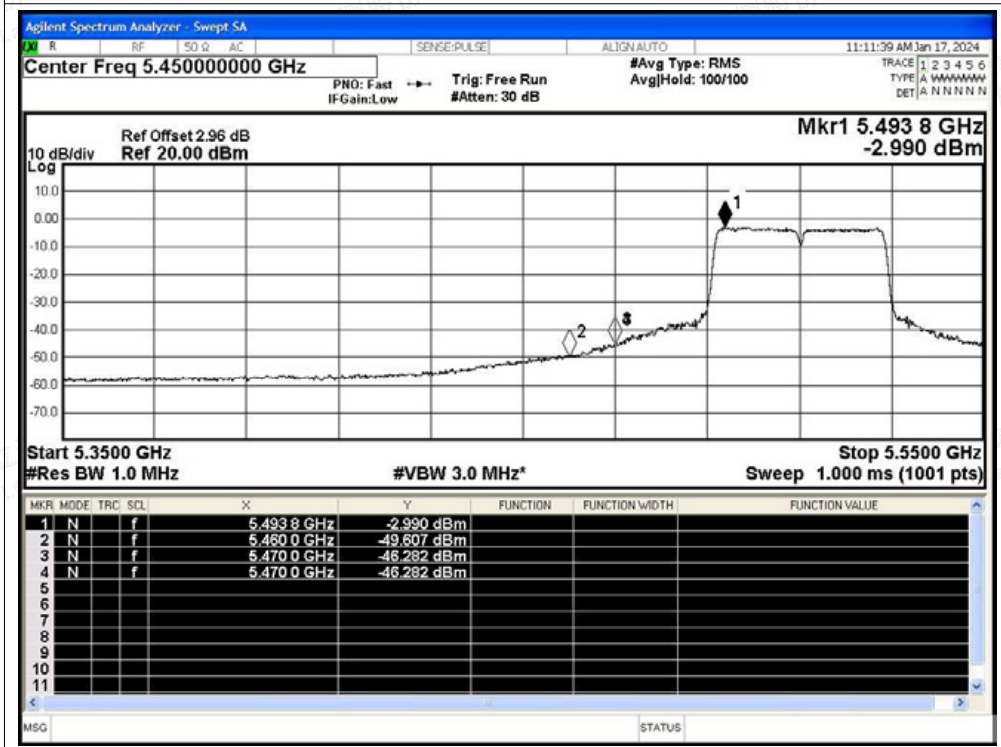 Agilent Spectrum Analyzer - Swept SA
LXI R RF 50 Ω AC SENSE:PULSE ALIGN AUTO 11:11:39 AM Jan 17, 2024
Center Freq 5.450000000 GHz #Avg Type: RMS TRACE 1 2 3 4 5 6
PNO: Fast Trig: Free Run Avg|Hold: 100/100 TYPE A WWWWW
IFGain:Low #Atten: 30 dB DET A N N N N N
Mkr1 5.493 8 GHz
Ref Offset 2.96 dB
10 dB/div Ref 20.00 dBm -2.990 dBm
Log
10.0
0.00
-10.0
-20.0
-30.0
-40.0
-50.0
-60.0
-70.0
1
2
Start 5.3500 GHz Stop 5.5500 GHz
#Res BW 1.0 MHz #VBW 3.0 MHz* Sweep 1.000 ms (1001 pts)
MKR MODE TRC SCL X Y FUNCTION FUNCTION WIDTH FUNCTION VALUE
1 N f 5.493 8 GHz -2.990 dBm
2 N f 5.460 0 GHz -49.607 dBm
3 N f 5.470 0 GHz -46.282 dBm
4 N f 5.470 0 GHz -46.282 dBm
5
6
7
8
9
10
11
MSG STATUS